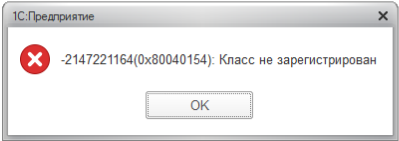 1С:Предприятие
-2147221164(0x80040154): Класс не зарегистрирован
OK